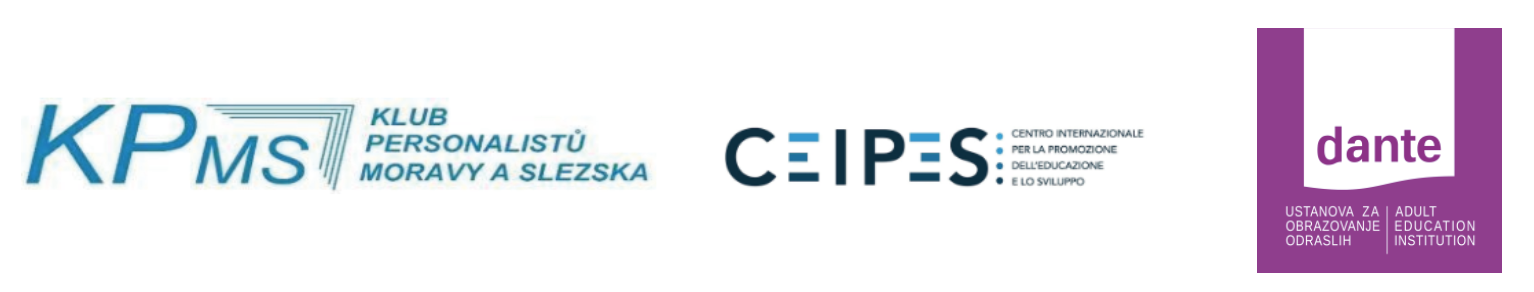 KPMS
KLUB
PERSONALISTŮ
MORAVY A SLEZSKA
CEIPES
CENTRO INTERNAZIONALE
PER LA PROMOZIONE
DELL'EDUCAZIONE
E LO SVILUPPO
dante
USTANOVA ZA
OBRAZOVANJE
ODRASLIH
ADULT
EDUCATION
INSTITUTION